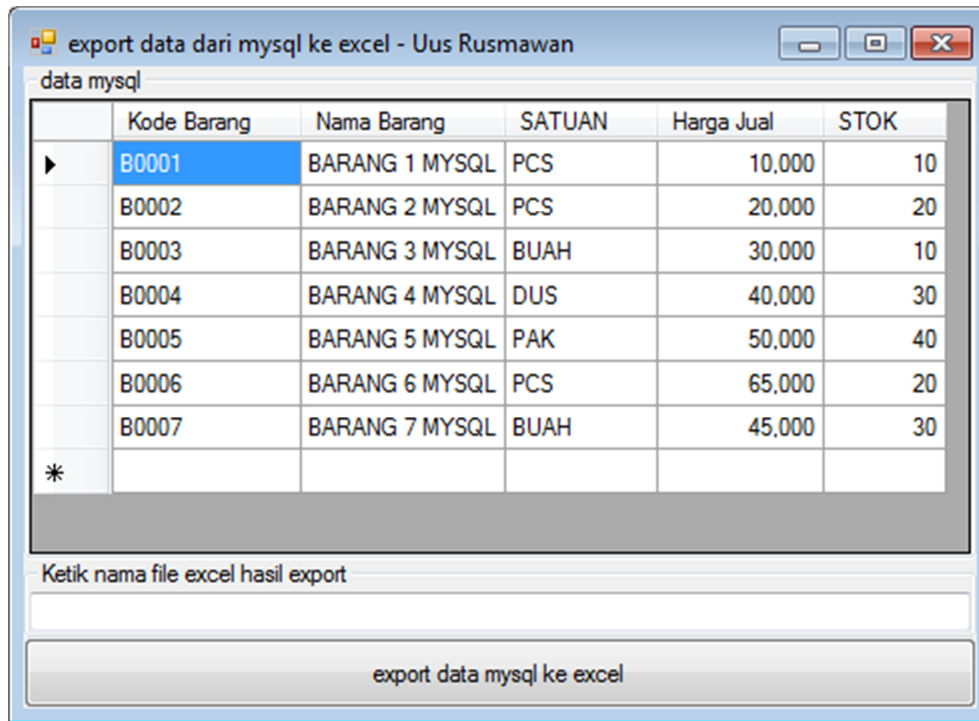 export data dari mysql ke excel - Uus Rusmawan
data mysql
Kode Barang Nama Barang SATUAN Harga Jual STOK
B0001 BARANG 1 MYSQL PCS 10,000 10
B0002 BARANG 2 MYSQL PCS 20,000 20
B0003 BARANG 3 MYSQL BUAH 30,000 10
B0004 BARANG 4 MYSQL DUS 40,000 30
B0005 BARANG 5 MYSQL PAK 50,000 40
B0006 BARANG 6 MYSQL PCS 65,000 20
B0007 BARANG 7 MYSQL BUAH 45,000 30
Ketik nama file excel hasil export
export data mysql ke excel